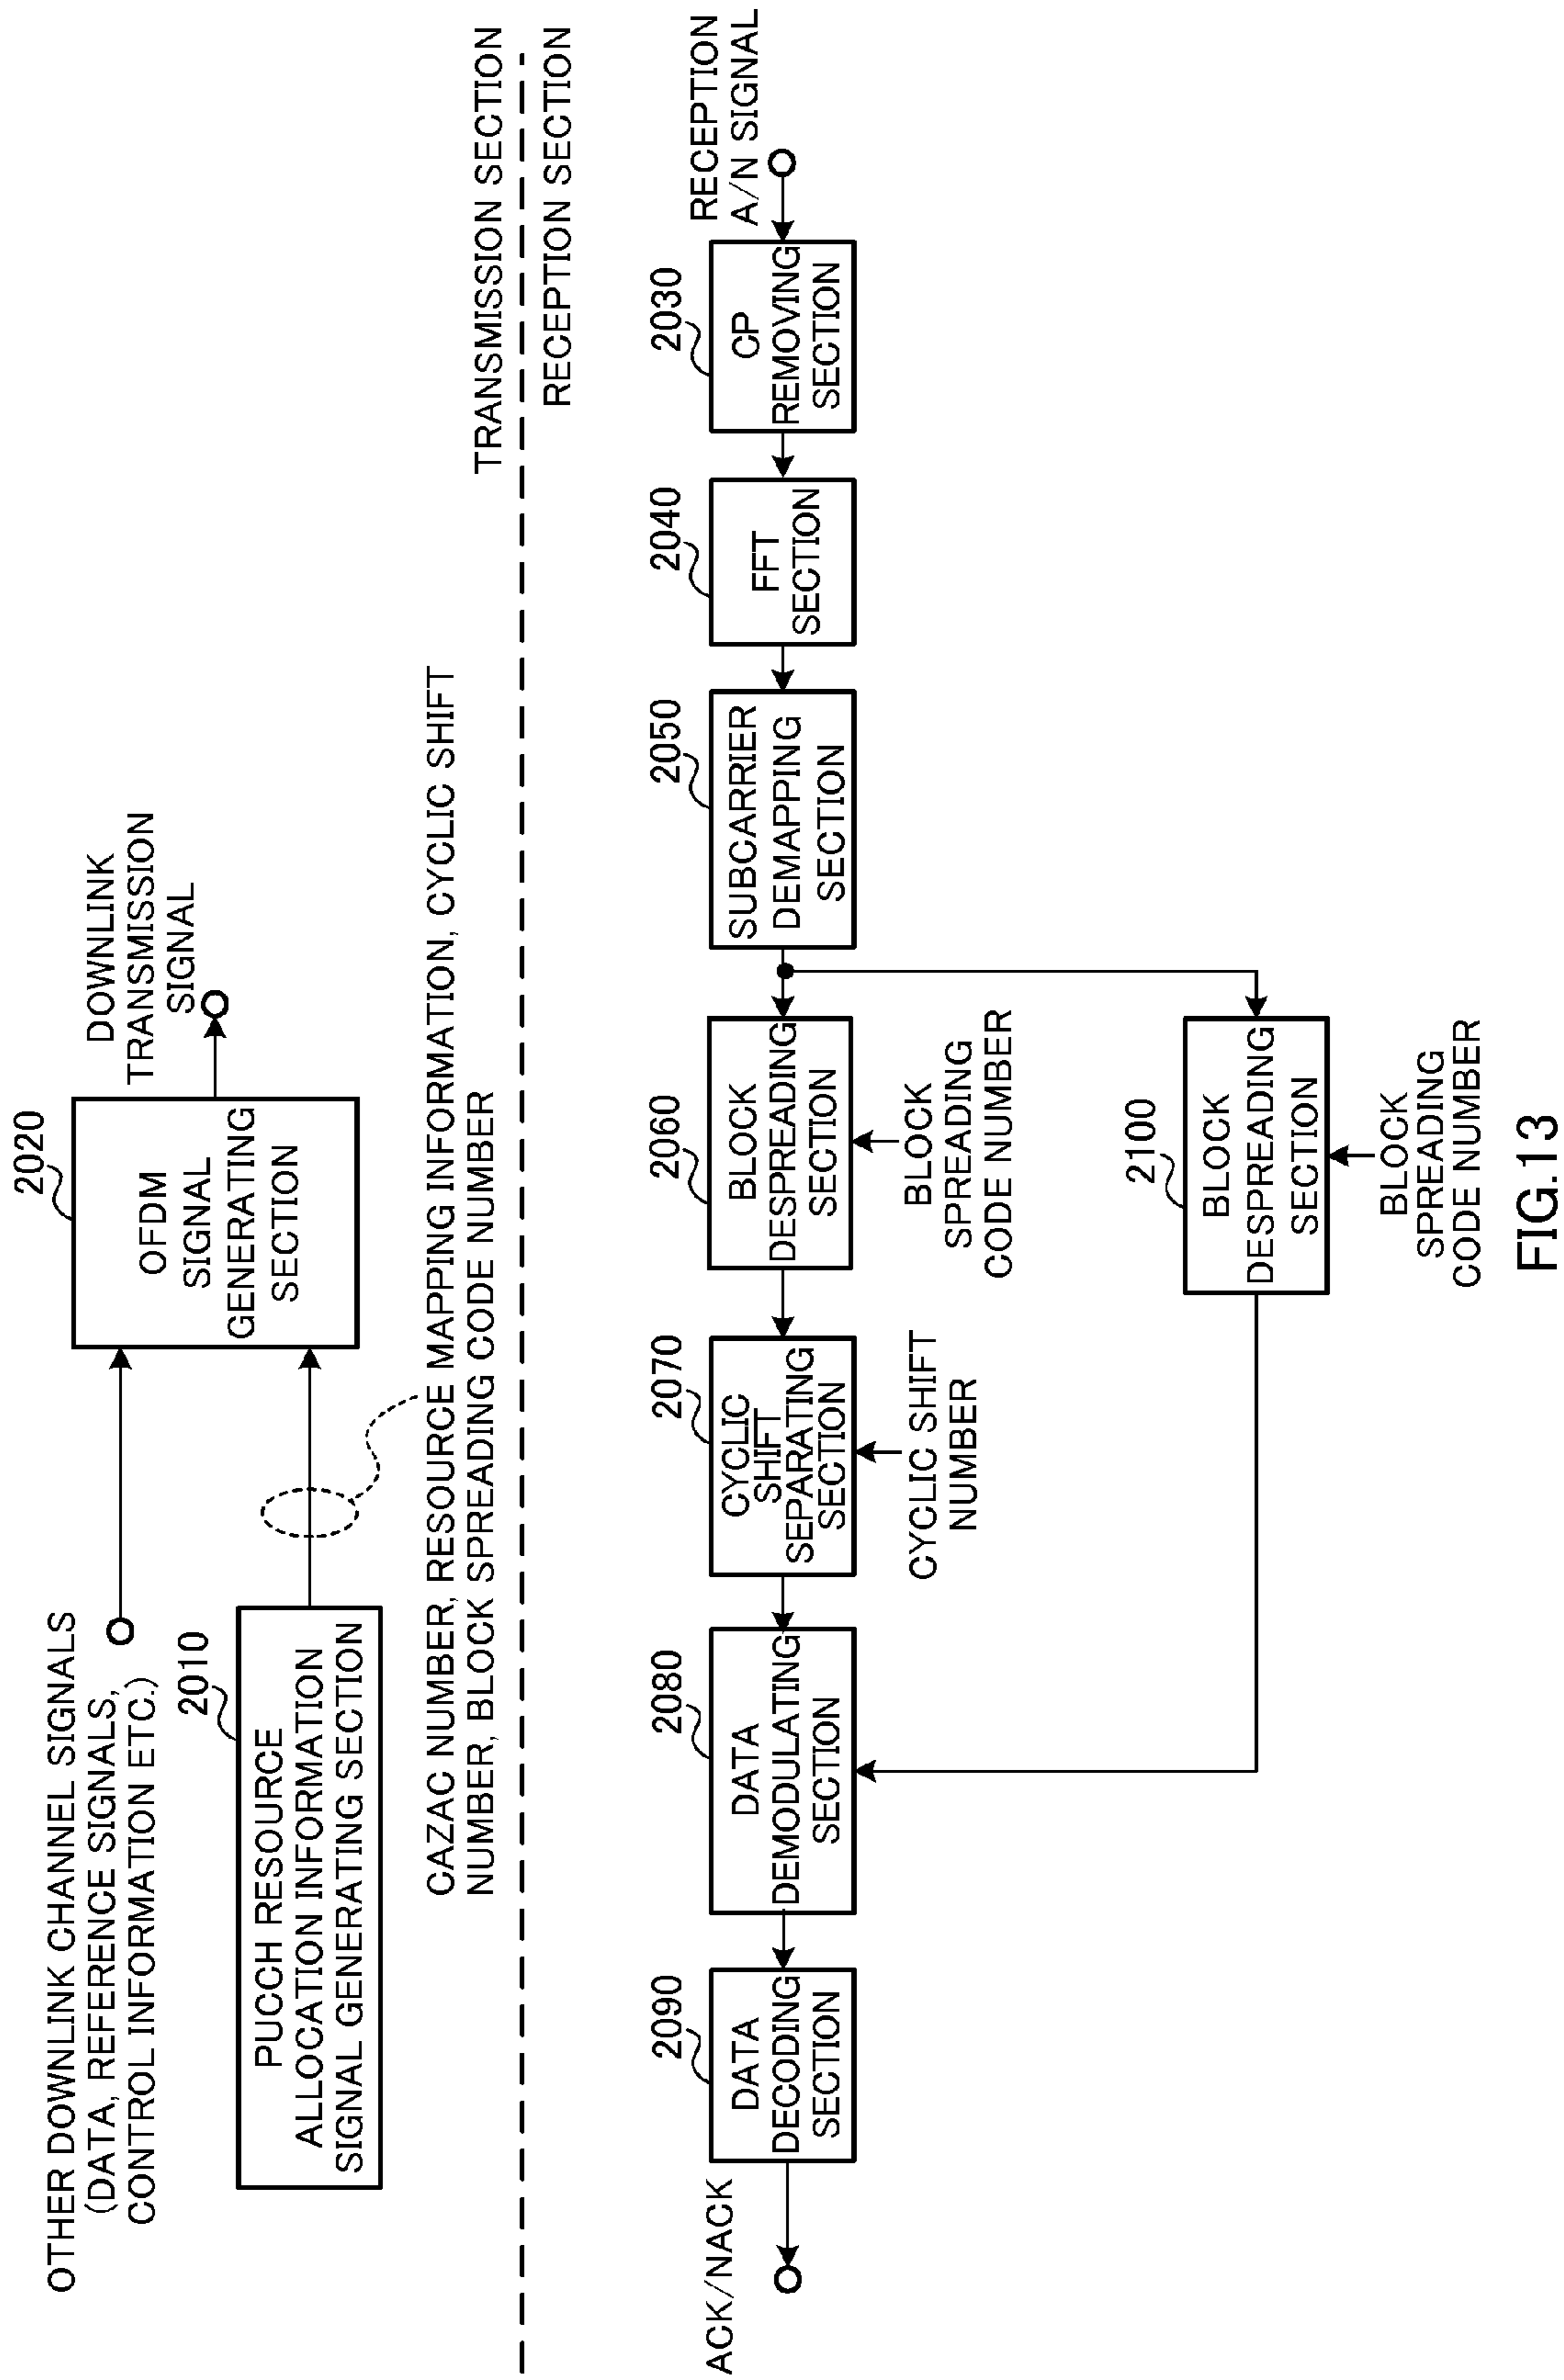 OTHER DOWNLINK CHANNEL SIGNALS
(DATA, REFERENCE SIGNALS,
CONTROL INFORMATION ETC.)
2010
PUCCH RESOURCE
ALLOCATION INFORMATION
SIGNAL GENERATING SECTION
2020
OFDM
SIGNAL
GENERATING
SECTION
DOWNLINK
TRANSMISSION
SIGNAL
CAZAC NUMBER, RESOURCE MAPPING INFORMATION, CYCLIC SHIFT
NUMBER, BLOCK SPREADING CODE NUMBER
TRANSMISSION SECTION
RECEPTION SECTION
ACK/NACK
2090
DATA
DECODING
SECTION
2080
DATA
DEMODULATING
SECTION
2070
CYCLIC
SHIFT
SEPARATING
SECTION
CYCLIC SHIFT
NUMBER
2060
BLOCK
DESPREADING
SECTION
BLOCK
SPREADING
CODE NUMBER
2050
SUBCARRIER
DEMAPPING
SECTION
2040
FFT
SECTION
2030
CP
REMOVING
SECTION
RECEPTION
A/N SIGNAL
2100
BLOCK
DESPREADING
SECTION
BLOCK
SPREADING
CODE NUMBER
FIG.13